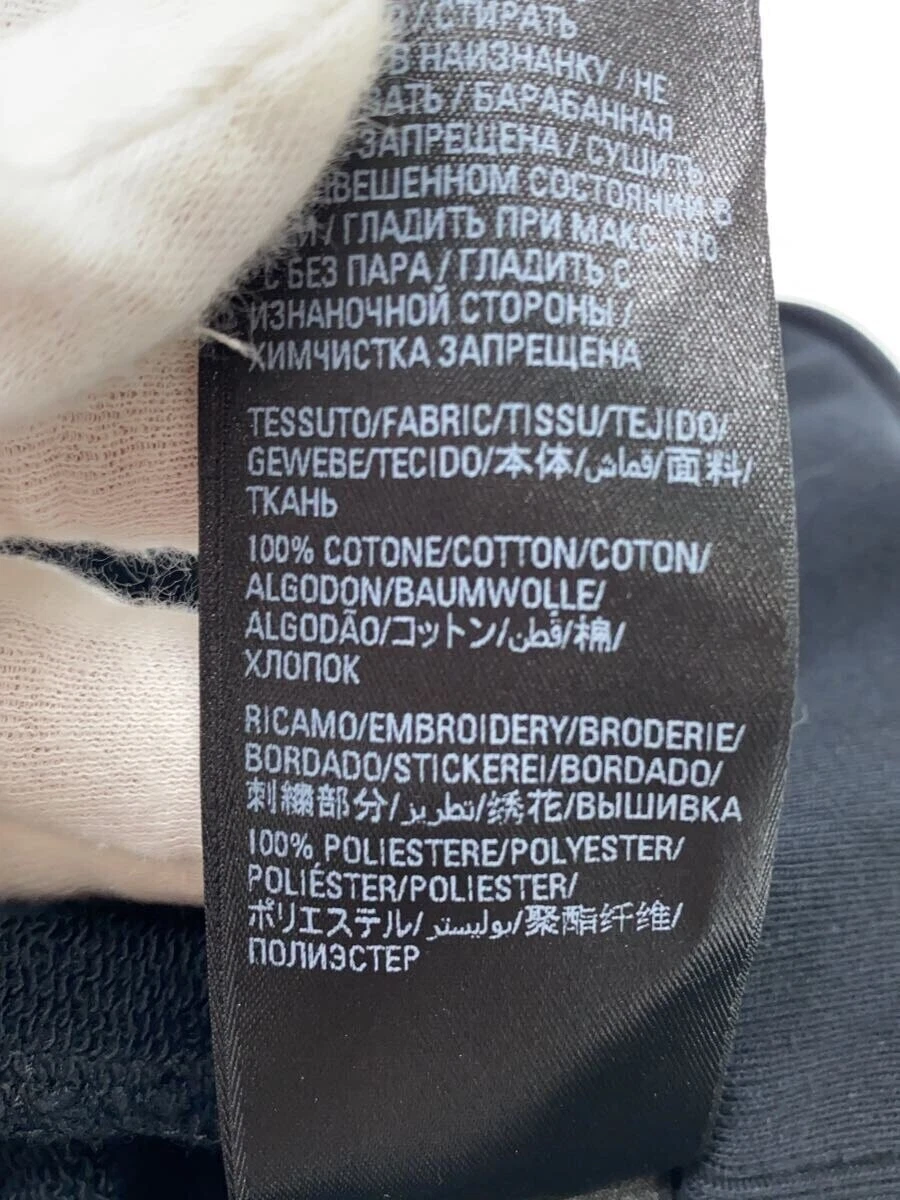 / СТИРАТЬ
НАИЗНАНКУ / НЕ
/ БАРАБАННАЯ
ЗАПРЕЩЕНА / СУШИТЬ
СОСТОЯНИИ В
/ ГЛАДИТЬ ПРИ МАКС. 110
°C БЕЗ ПАРА / ГЛАДИТЬ С
ИЗНАНОЧНОЙ СТОРОНЫ /
ХИМЧИСТКА ЗАПРЕЩЕНА
TESSUTO/FABRIC/TISSU/TEJIDO/
GEWEBE/TECIDO/本体/قماش/面料/
ТКАНЬ
100% COTONE/COTTON/COTON/
ALGODON/BAUMWOLLE/
ALGODÃO/コットン/قطن/棉/
ХЛОПОК
RICAMO/EMBROIDERY/BRODERIE/
BORDADO/STICKEREI/BORDADO/
刺繍部分/تطريز/绣花/ВЫШИВКА
100% POLIESTERE/POLYESTER/
POLIÉSTER/POLIESTER/
ポリエステル/بوليستر/聚酯纤维/
ПОЛИЭСТЕР